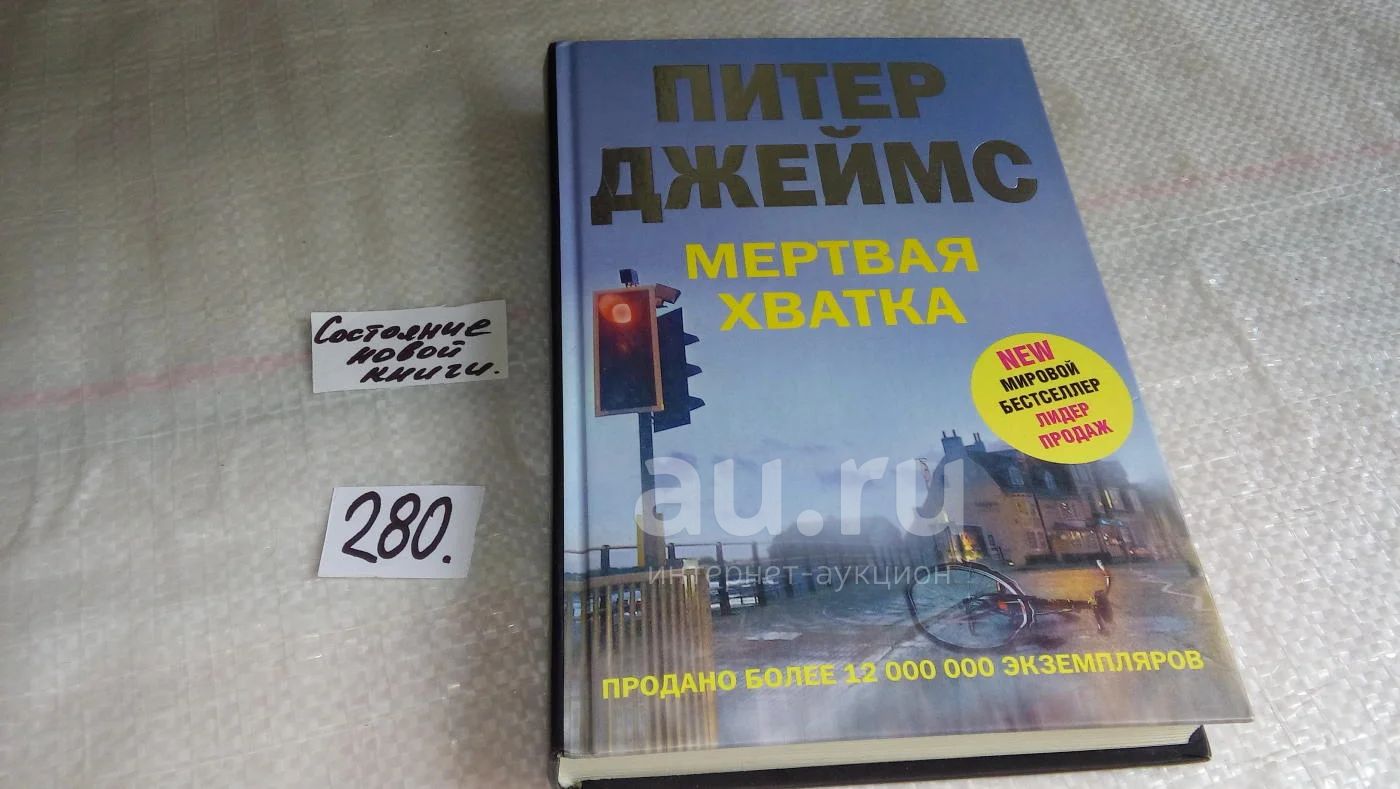 ПИТЕР
ДЖЕЙМС
МЕРТВАЯ
ХВАТКА
NEW
МИРОВОЙ
БЕСТСЕЛЛЕР
ЛИДЕР
ПРОДАЖ
ПРОДАНО БОЛЕЕ 12 000 000 ЭКЗЕМПЛЯРОВ
Состояние
новой
книги.
280.
au.ru
интернет-аукцион